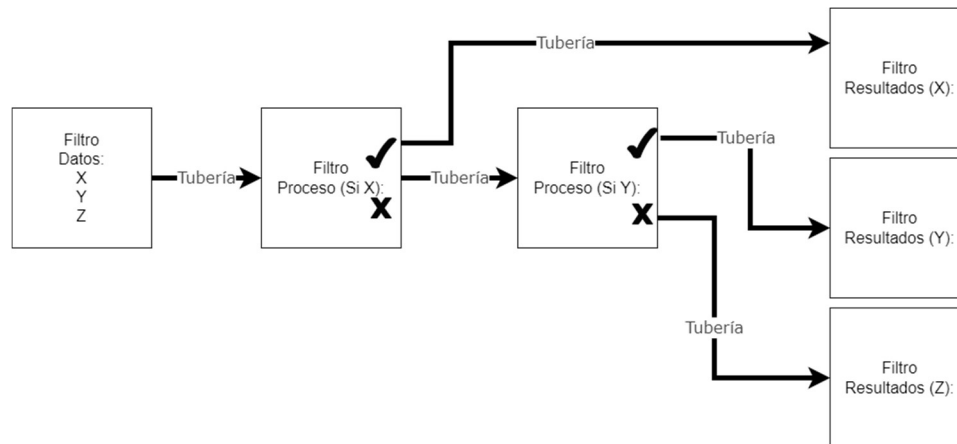 Filtro
Datos:
X
Y
Z
Tubería
Filtro
Proceso (Si X):
Tubería
Tubería
Filtro
Proceso (Si Y):
Tubería
Tubería
Filtro
Resultados (X):
Filtro
Resultados (Y):
Filtro
Resultados (Z):